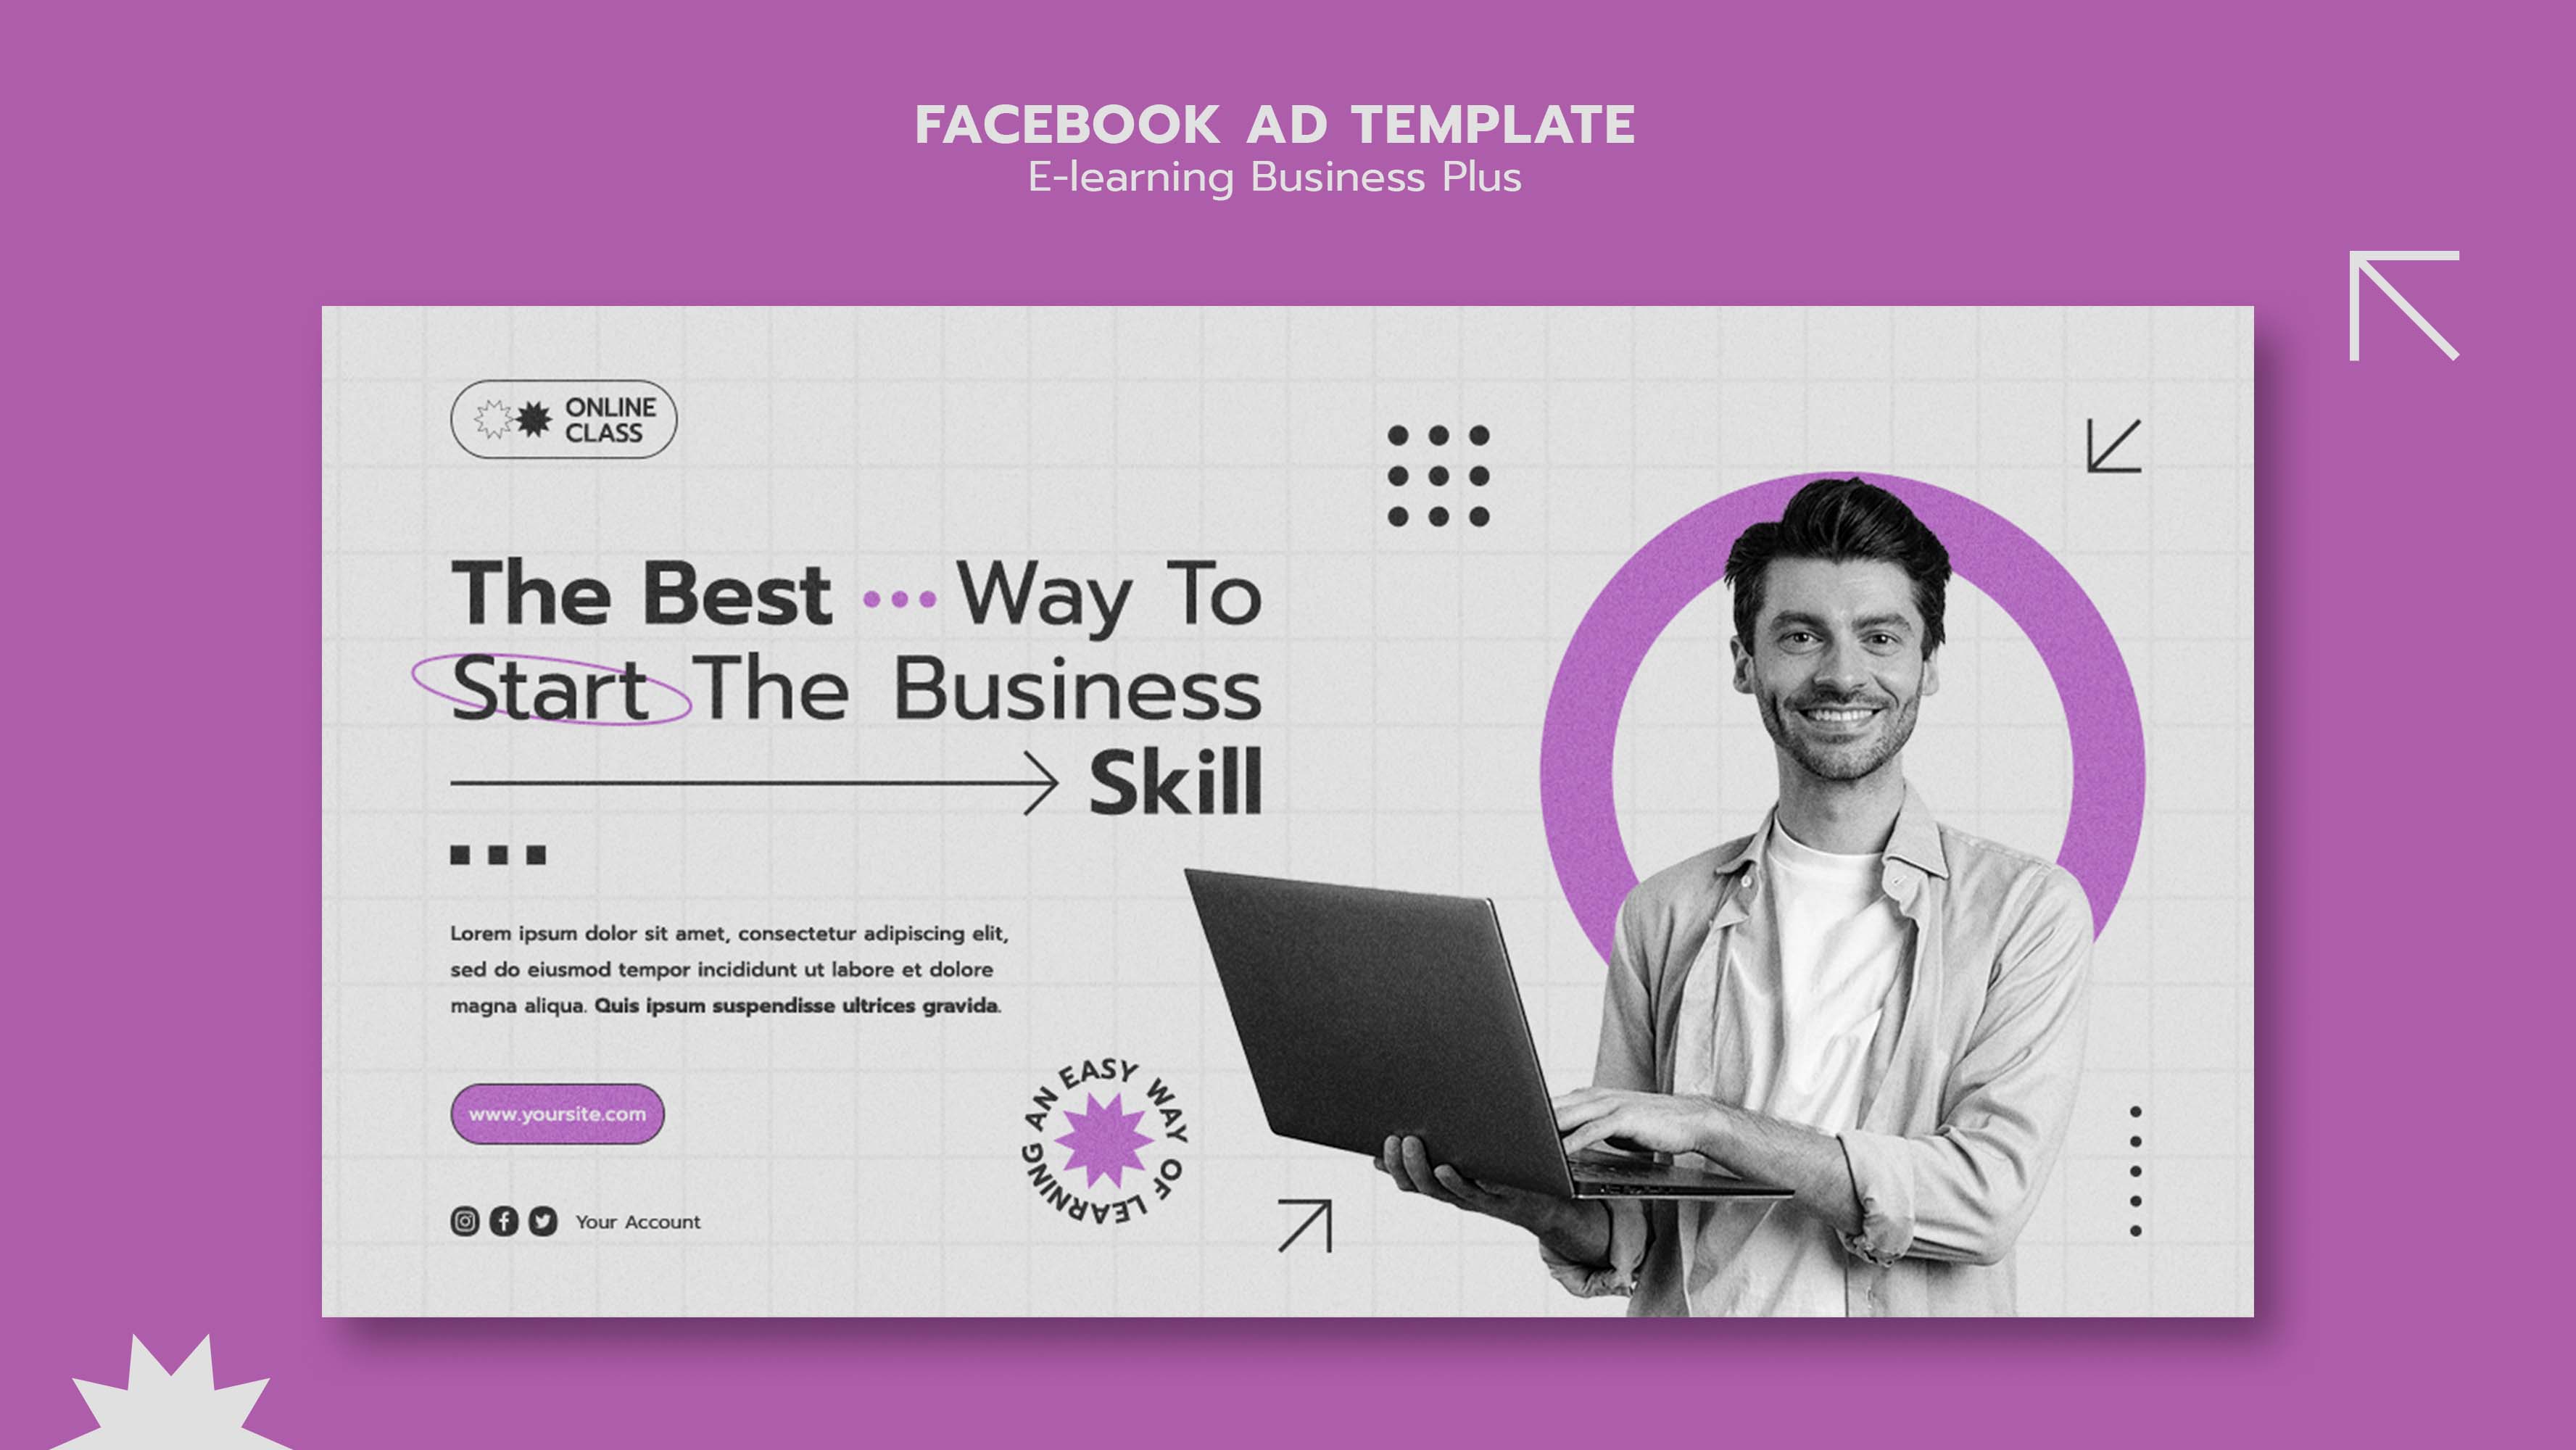 FACEBOOK AD TEMPLATE
E-learning Business Plus
ONLINE
CLASS
The Best Way To
Start The Business
Skill
Lorem ipsum dolor sit amet, consectetur adipiscing elit,
sed do eiusmod tempor incididunt ut labore et dolore
magna aliqua. Quis ipsum suspendisse ultrices gravida.
www.yoursite.com
AN EASY WAY OF LEARNING
Your Account